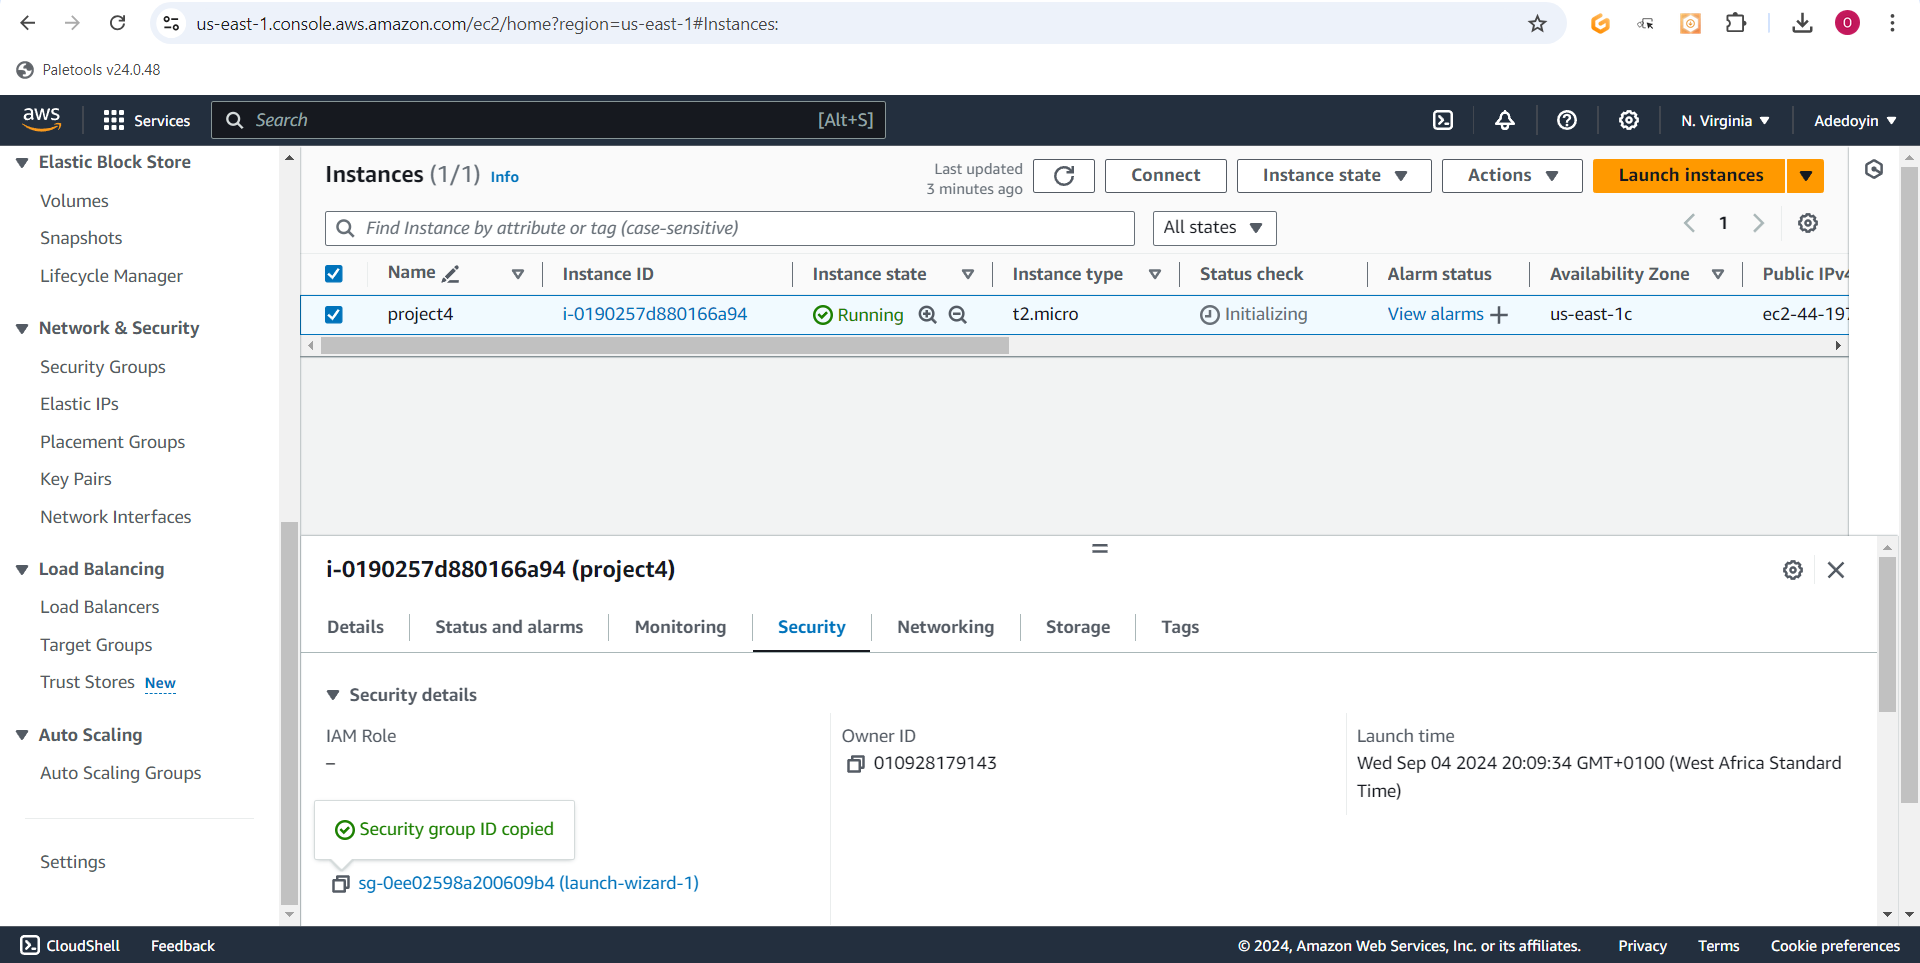 us-east-1.console.aws.amazon.com/ec2/home?region=us-east-1#Instances:
O
Paletools v24.0.48
aws
Services
Search
[Alt+S]
N. Virginia
Adedoyin
Elastic Block Store
Volumes
Snapshots
Lifecycle Manager
Network & Security
Security Groups
Elastic IPs
Placement Groups
Key Pairs
Network Interfaces
Load Balancing
Load Balancers
Target Groups
Trust Stores New
Auto Scaling
Auto Scaling Groups
Settings
Instances (1/1) Info
Last updated
3 minutes ago
Connect
Instance state
Actions
Launch instances
Find Instance by attribute or tag (case-sensitive)
All states
1
Name
Instance ID
Instance state
Instance type
Status check
Alarm status
Availability Zone
Public IPv4
project4
i-0190257d880166a94
Running
t2.micro
Initializing
View alarms
us-east-1c
ec2-44-197
i-0190257d880166a94 (project4)
Details
Status and alarms
Monitoring
Security
Networking
Storage
Tags
Security details
IAM Role
–
Owner ID
010928179143
Launch time
Wed Sep 04 2024 20:09:34 GMT+0100 (West Africa Standard
Time)
Security group ID copied
sg-0ee02598a200609b4 (launch-wizard-1)
CloudShell
Feedback
© 2024, Amazon Web Services, Inc. or its affiliates.
Privacy
Terms
Cookie preferences